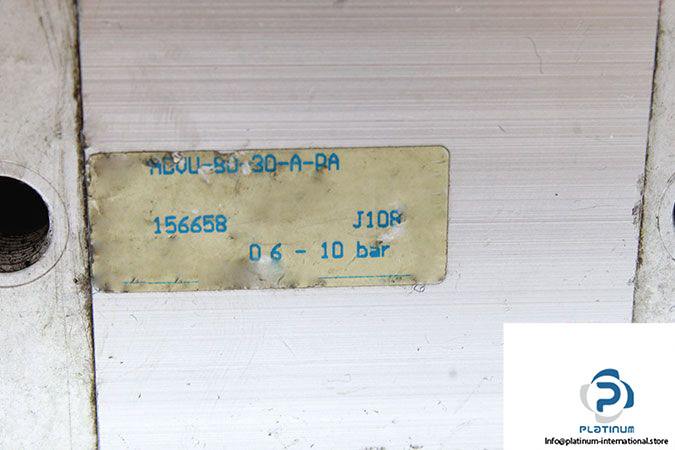 ADVU-80-30-A-PA
156658 J108
0.6 - 10 bar
PLATINUM
Info@platinum-international.store